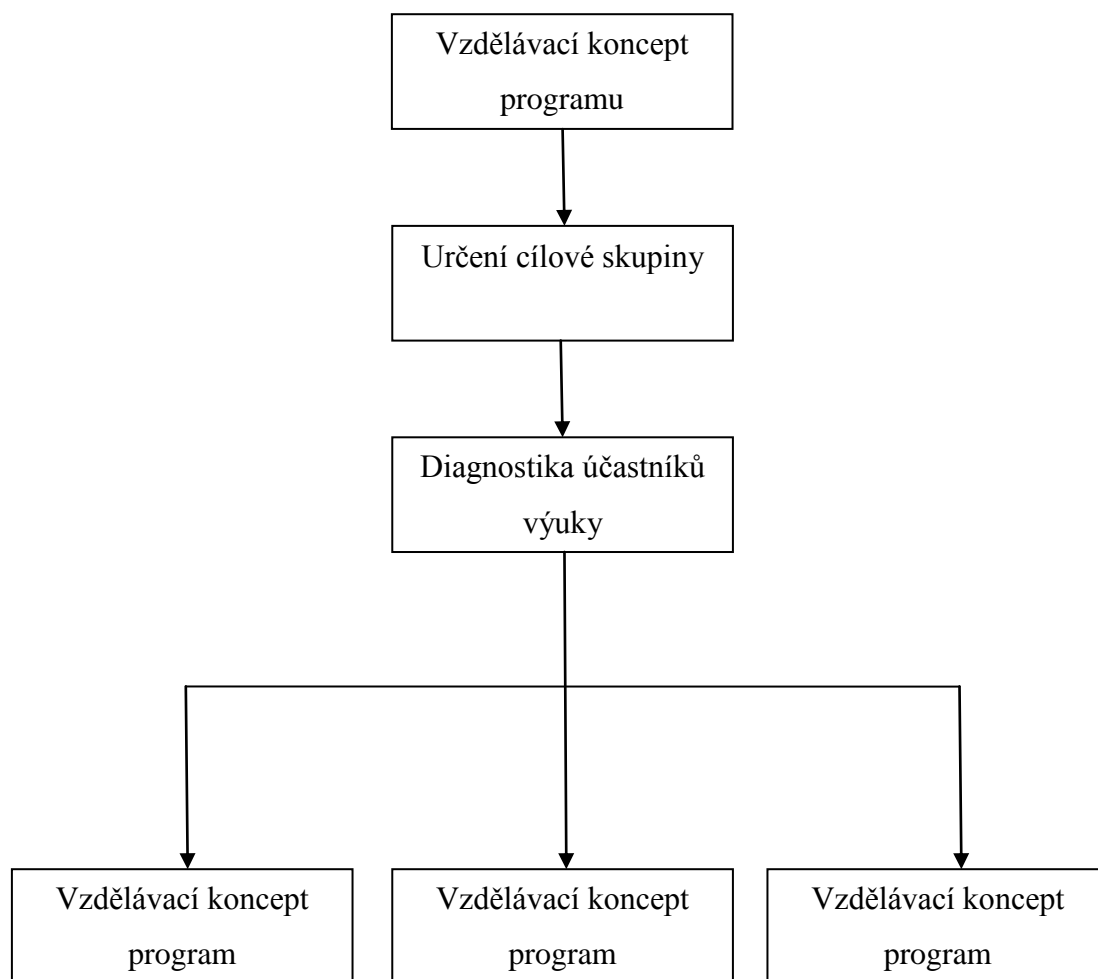 Vzdělávací koncept
programu
Určení cílové skupiny
Diagnostika účastníků
výuky
Vzdělávací koncept
program
Vzdělávací koncept
program
Vzdělávací koncept
program